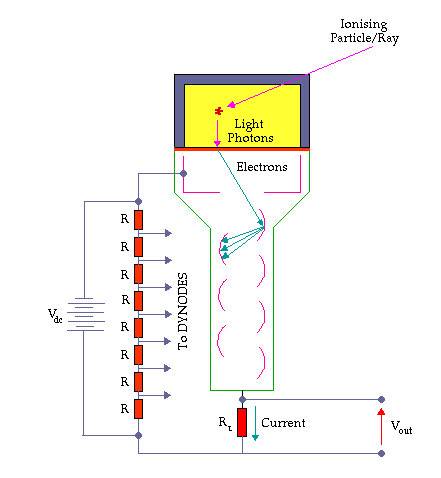 Ionising
Particle/Ray
Light
Photons
Electrons
R
R
R
R
R
R
R
R
To DYNODES
Vdc
RL
Current
Vout